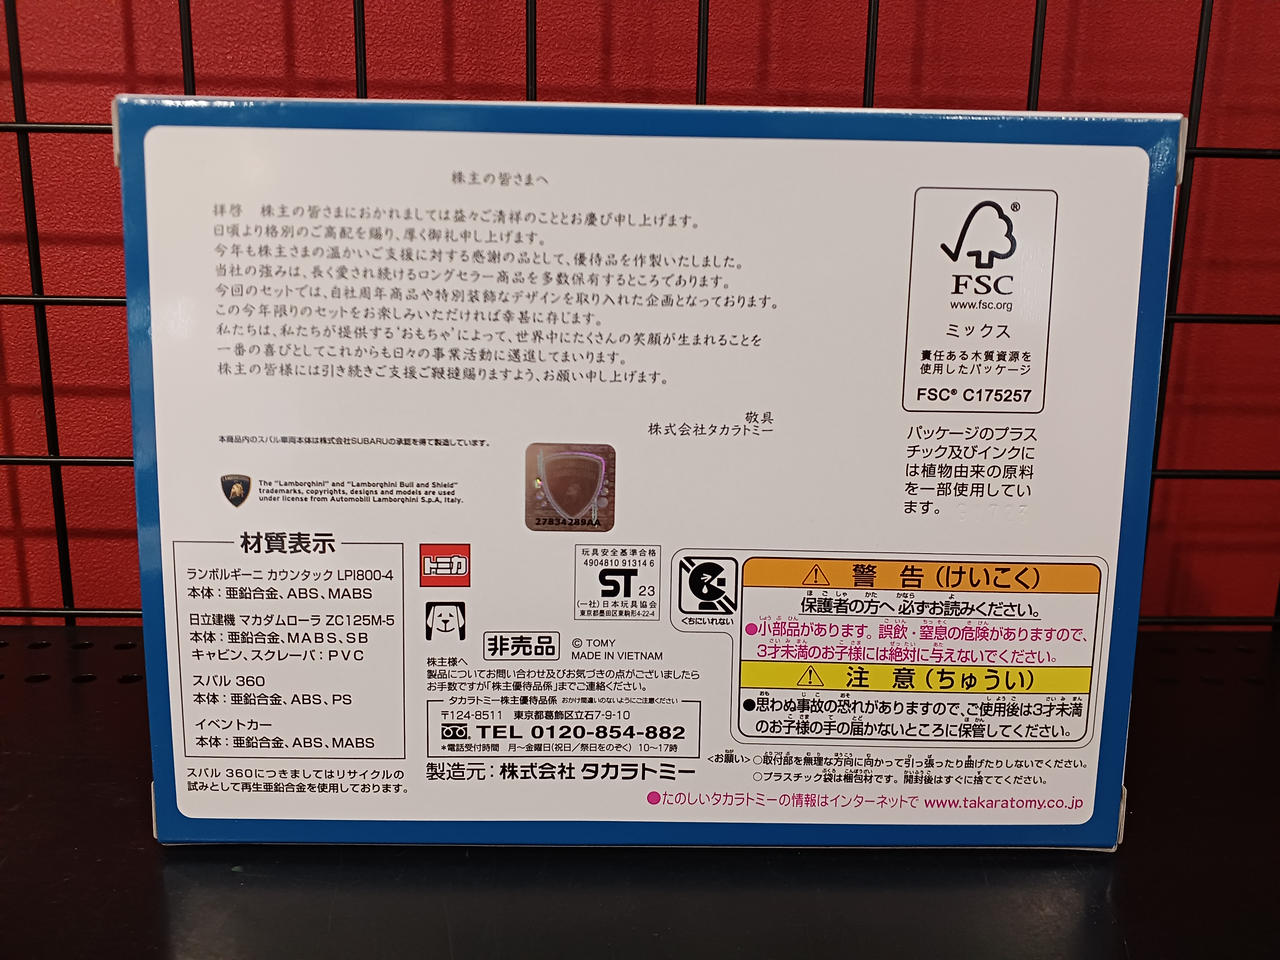 株主の皆さまへ
拝啓　株主の皆さまにおかれましては益々ご清祥のこととお慶び申し上げます。
日頃より格別のご高配を賜り、厚く御礼申し上げます。
今年も株主さまの温かいご支援に対する感謝の品として、優待品を作製いたしました。
当社の強みは、長く愛され続けるロングセラー商品を多数保有するところであります。
今回のセットでは、自社周年商品や特別装飾なデザインを取り入れた企画となっております。
この今年限りのセットをお楽しみいただければ幸甚に存じます。
私たちは、私たちが提供する‘おもちゃ’によって、世界中にたくさんの笑顔が生まれることを
一番の喜びとしてこれからも日々の事業活動に邁進してまいります。
株主の皆様には引き続きご支援ご鞭撻賜りますよう、お願い申し上げます。
敬具
株式会社タカラトミー
本商品内のスバル車両本体は株式会社SUBARUの承認を得て製造しています。
LAMBORGHINI
The "Lamborghini" and "Lamborghini Bull and Shield"
trademarks, copyrights, designs and models are used
under license from Automobili Lamborghini S.p.A, Italy.
27834289AA
FSC
www.fsc.org
ミックス
責任ある木質資源を
使用したパッケージ
FSC® C175257
パッケージのプラス
チック及びインクに
は植物由来の原料
を一部使用してい
ます。
材質表示
ランボルギーニ カウンタック LPI800-4
本体：亜鉛合金、ABS、MABS
日立建機 マカダムローラ ZC125M-5
本体：亜鉛合金、MABS、SB
キャビン、スクレーパ：PVC
スバル 360
本体：亜鉛合金、ABS、PS
イベントカー
本体：亜鉛合金、ABS、MABS
スバル 360につきましてはリサイクルの
試みとして再生亜鉛合金を使用しております。
トミカ
玩具安全基準合格
4904810 91314 6
ST 23
(一社)日本玩具協会
東京都墨田区東駒形4-22-4
非売品
© TOMY
MADE IN VIETNAM
株主様へ
製品についてお問い合わせ及びお気づきの点がございましたら
お手数ですが「株主優待係」までご連絡ください。
タカラトミー株主優待係 おかけ間違いのないようにご注意ください
〒124-8511　東京都葛飾区立石7-9-10
TEL 0120-854-882
＊電話受付時間　月～金曜日(祝日／祭日をのぞく) 10～17時
製造元：株式会社 タカラトミー
＜ちにいれない
警告(けいこく)
保護者の方へ 必ずお読みください。
●小部品があります。誤飲・窒息の危険がありますので、
3才未満のお子様には絶対に与えないでください。
注意(ちゅうい)
●思わぬ事故の恐れがありますので、ご使用後は3才未満
のお子様の手の届かないところに保管してください。
＜お願い＞○取付部を無理な方向に向かって引っ張ったり曲げたりしないでください。
○プラスチック袋は梱包材です。開封後はすぐに捨ててください。
●たのしいタカラトミーの情報はインターネットで www.takaratomy.co.jp